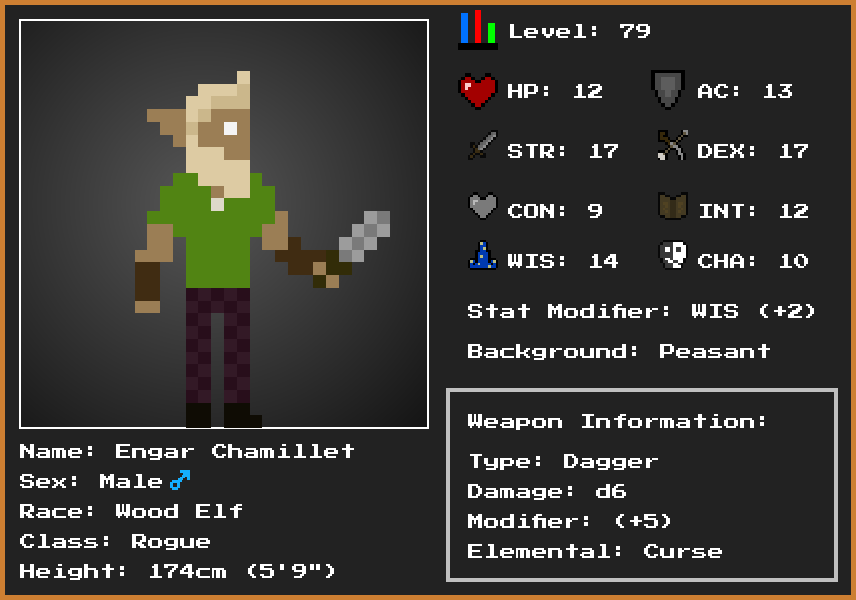 Level: 79
HP: 12 AC: 13
STR: 17 DEX: 17
CON: 9 INT: 12
WIS: 14 CHA: 10
Stat Modifier: WIS (+2)
Background: Peasant
Weapon Information:
Type: Dagger
Damage: d6
Modifier: (+5)
Elemental: Curse
Name: Engar Chamillet
Sex: Male♂
Race: Wood Elf
Class: Rogue
Height: 174cm (5'9")